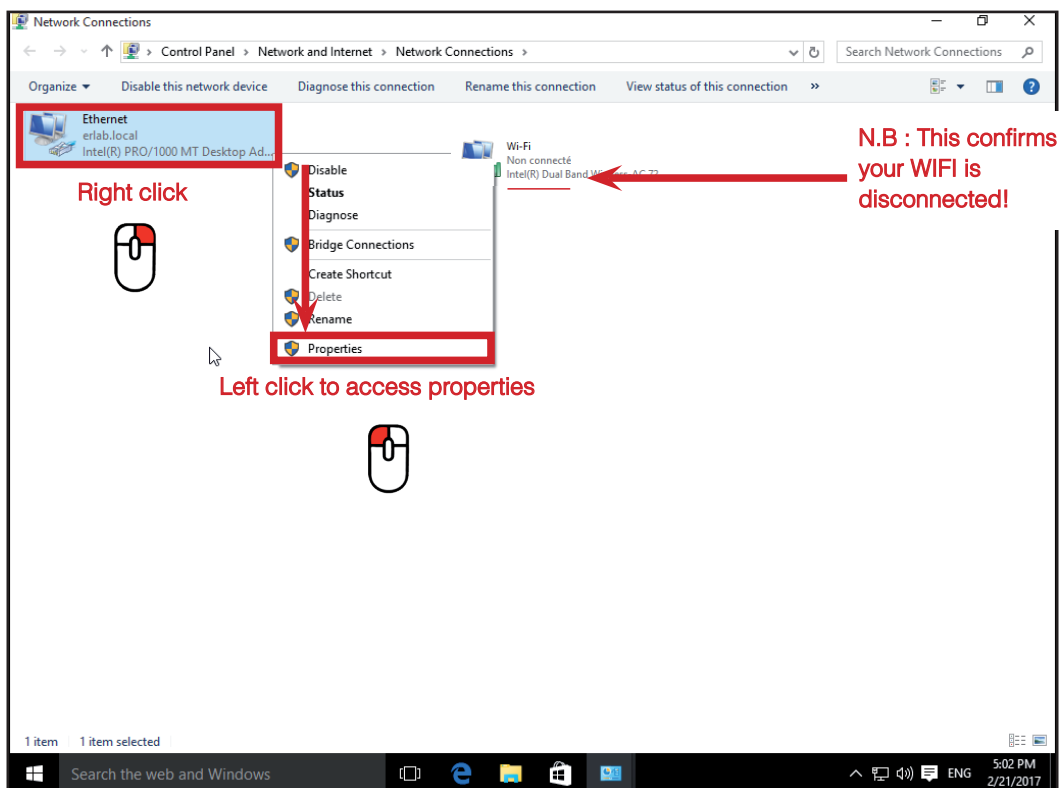 Network Connections
Control Panel > Network and Internet > Network Connections >
Search Network Connections
Organize
Disable this network device
Diagnose this connection
Rename this connection
View status of this connection
»
Ethernet
erlab.local
Intel(R) PRO/1000 MT Desktop Ad...
Right click
Wi-Fi
Non connecté
Intel(R) Dual Band Wireless-AC 72
N.B : This confirms
your WIFI is
disconnected!
Disable
Status
Diagnose
Bridge Connections
Create Shortcut
Delete
Rename
Properties
Left click to access properties
1 item
1 item selected
Search the web and Windows
ENG
5:02 PM
2/21/2017